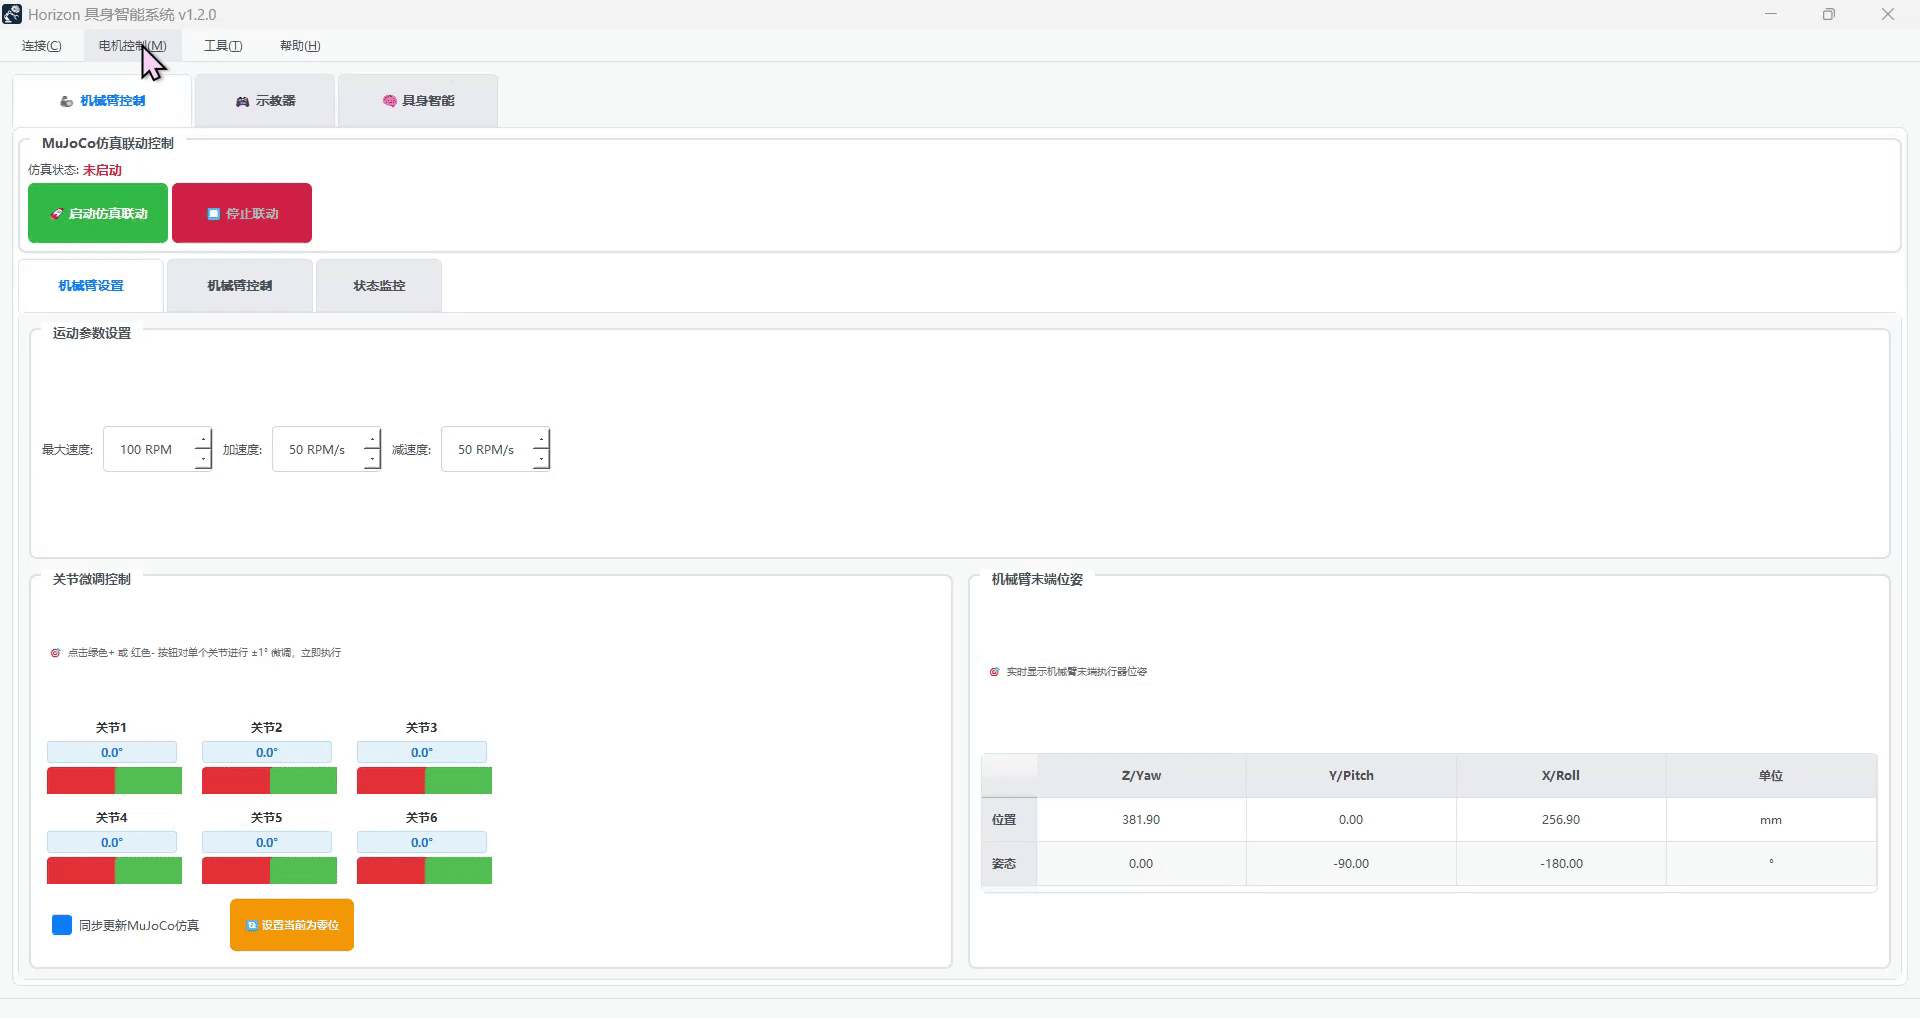 Horizon 具身智能系统 v1.2.0
连接(C) 电机控制(M) 工具(T) 帮助(H)
机械臂控制 示教器 具身智能
MuJoCo仿真联动控制
仿真状态: 未启动
启动仿真联动 停止联动
机械臂设置 机械臂控制 状态监控
运动参数设置
最大速度: 100 RPM 加速度: 50 RPM/s 减速度: 50 RPM/s
关节微调控制
点击绿色+ 或 红色- 按钮对单个关节进行 ±1° 微调，立即执行
关节1 关节2 关节3
0.0° 0.0° 0.0°
关节4 关节5 关节6
0.0° 0.0° 0.0°
同步更新MuJoCo仿真 设置当前为零位
机械臂末端位姿
实时显示机械臂末端执行器位姿
Z/Yaw Y/Pitch X/Roll 单位
位置 381.90 0.00 256.90 mm
姿态 0.00 -90.00 -180.00 °